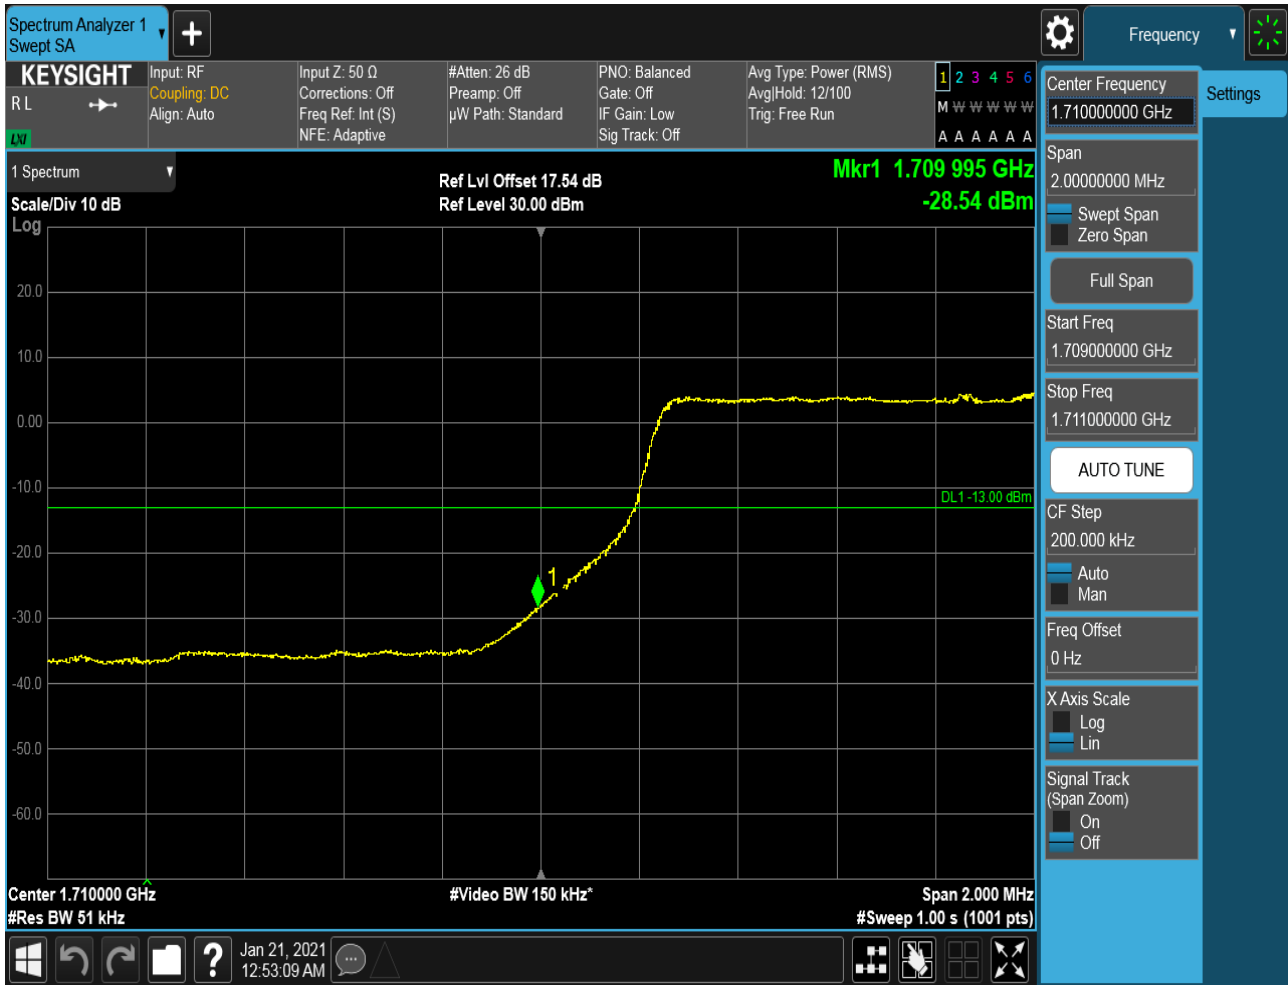 Spectrum Analyzer 1
Swept SA
Frequency
KEYSIGHT
R L
LXI
Input: RF
Coupling: DC
Align: Auto
Input Z: 50 Ω
Corrections: Off
Freq Ref: Int (S)
NFE: Adaptive
#Atten: 26 dB
Preamp: Off
µW Path: Standard
PNO: Balanced
Gate: Off
IF Gain: Low
Sig Track: Off
Avg Type: Power (RMS)
Avg|Hold: 12/100
Trig: Free Run
1 2 3 4 5 6
M W W W W W
A A A A A A
1 Spectrum
Scale/Div 10 dB
Log
Ref Lvl Offset 17.54 dB
Ref Level 30.00 dBm
Mkr1 1.709 995 GHz
-28.54 dBm
20.0
10.0
0.00
-10.0
-20.0
-30.0
-40.0
-50.0
-60.0
DL1 -13.00 dBm
1
Center 1.710000 GHz
#Res BW 51 kHz
#Video BW 150 kHz*
Span 2.000 MHz
#Sweep 1.00 s (1001 pts)
Jan 21, 2021
12:53:09 AM
Center Frequency
1.710000000 GHz
Settings
Span
2.00000000 MHz
Swept Span
Zero Span
Full Span
Start Freq
1.709000000 GHz
Stop Freq
1.711000000 GHz
AUTO TUNE
CF Step
200.000 kHz
Auto
Man
Freq Offset
0 Hz
X Axis Scale
Log
Lin
Signal Track
(Span Zoom)
On
Off